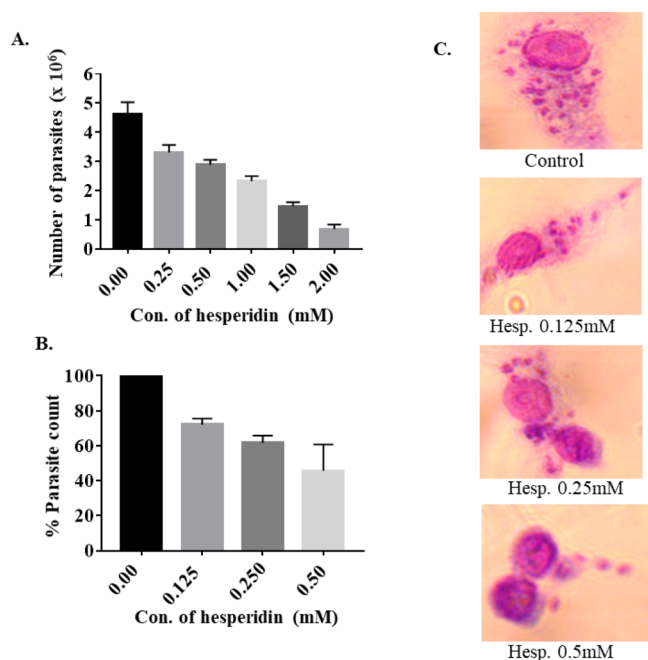 A.
Number of parasites (x 10⁶)
6
5
4
3
2
1
0
0.00
0.25
0.50
1.00
1.50
2.00
Con. of hesperidin (mM)
B.
% Parasite count
100
80
60
40
20
0
0.00
0.125
0.250
0.50
Con. of hesperidin (mM)
C.
Control
Hesp. 0.125mM
Hesp. 0.25mM
Hesp. 0.5mM